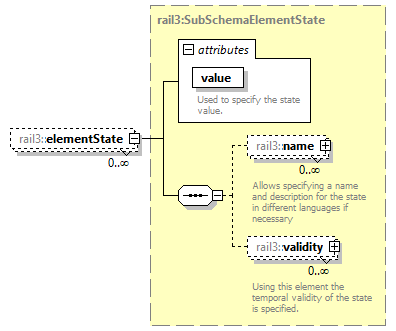 rail3:SubSchemaElementState
attributes
value
Used to specify the state
value.
rail3::elementState
0..∞
rail3::name
0..∞
Allows specifying a name
and description for the state
in different languages if
necessary
rail3::validity
0..∞
Using this element the
temporal validity of the state
is specified.